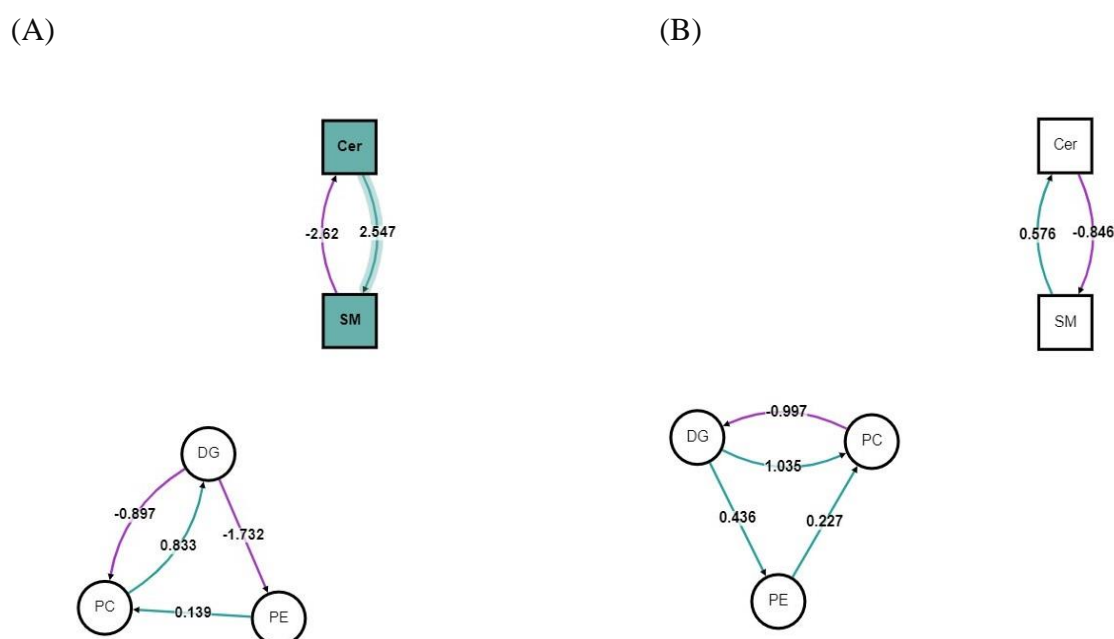 (A)
(B)
Cer
-2.62
2.547
SM
DG
-0.897
0.833
-1.732
PC
0.139
PE
Cer
0.576
-0.846
SM
-0.997
DG
PC
1.035
0.436
0.227
PE